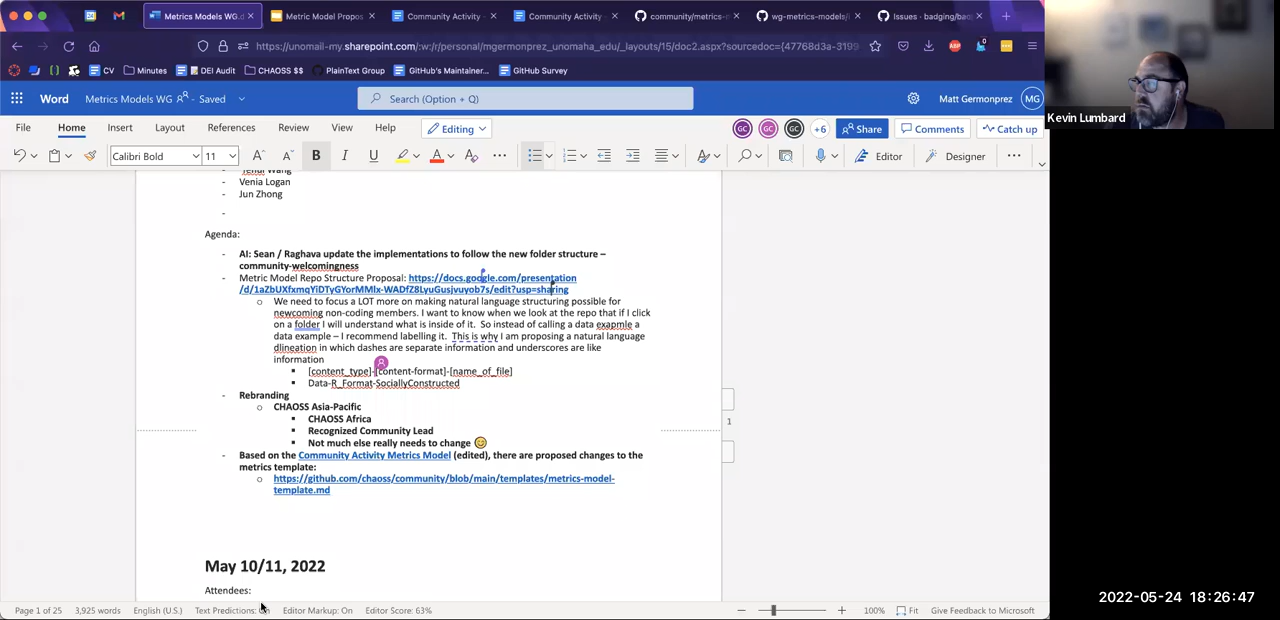 Metrics Models WG.d
Metric Model Propos
Community Activity -
Community Activity -
community/metrics-m
wg-metrics-models/
Issues · badging/bad
https://unomail-my.sharepoint.com/:w:/r/personal/mgermonprez_unomaha_edu/_layouts/15/doc2.aspx?sourcedoc={47768d3a-3199
CV
Minutes
DEI Audit
CHAOSS $$
PlainText Group
GitHub's Maintainer...
GitHub Survey
Word
Metrics Models WG - Saved
Search (Option + Q)
Matt Germonprez
MG
Kevin Lumbard
File
Home
Insert
Layout
References
Review
View
Help
Editing
GC
GC
GC
+6
Share
Comments
Catch up
Calibri Bold
11
Editor
Designer
- Venia Logan
- Jun Zhong
-
Agenda:
- AI: Sean / Raghava update the implementations to follow the new folder structure –
community-welcomingness
- Metric Model Repo Structure Proposal: https://docs.google.com/presentation
/d/1aZbUXfxmqYiDTyGYorMMlx-WADfZ8LyuGusjvuyob7s/edit?usp=sharing
o We need to focus a LOT more on making natural language structuring possible for
newcoming non-coding members. I want to know when we look at the repo that if I click
on a folder I will understand what is inside of it. So instead of calling a data exapmle a
data example – I recommend labelling it. This is why I am proposing a natural language
dlineation in which dashes are separate information and underscores are like
information
▪ [content_type]-[content-format]-[name_of_file]
▪ Data-R_Format-SociallyConstructed
- Rebranding
o CHAOSS Asia-Pacific
▪ CHAOSS Africa
▪ Recognized Community Lead
▪ Not much else really needs to change 😊
- Based on the Community Activity Metrics Model (edited), there are proposed changes to the
metrics template:
o https://github.com/chaoss/community/blob/main/templates/metrics-model-
template.md
1
May 10/11, 2022
Attendees:
Page 1 of 25
3,925 words
English (U.S.)
Text Predictions: On
Editor Markup: On
Editor Score: 63%
100%
Fit
Give Feedback to Microsoft
2022-05-24 18:26:47